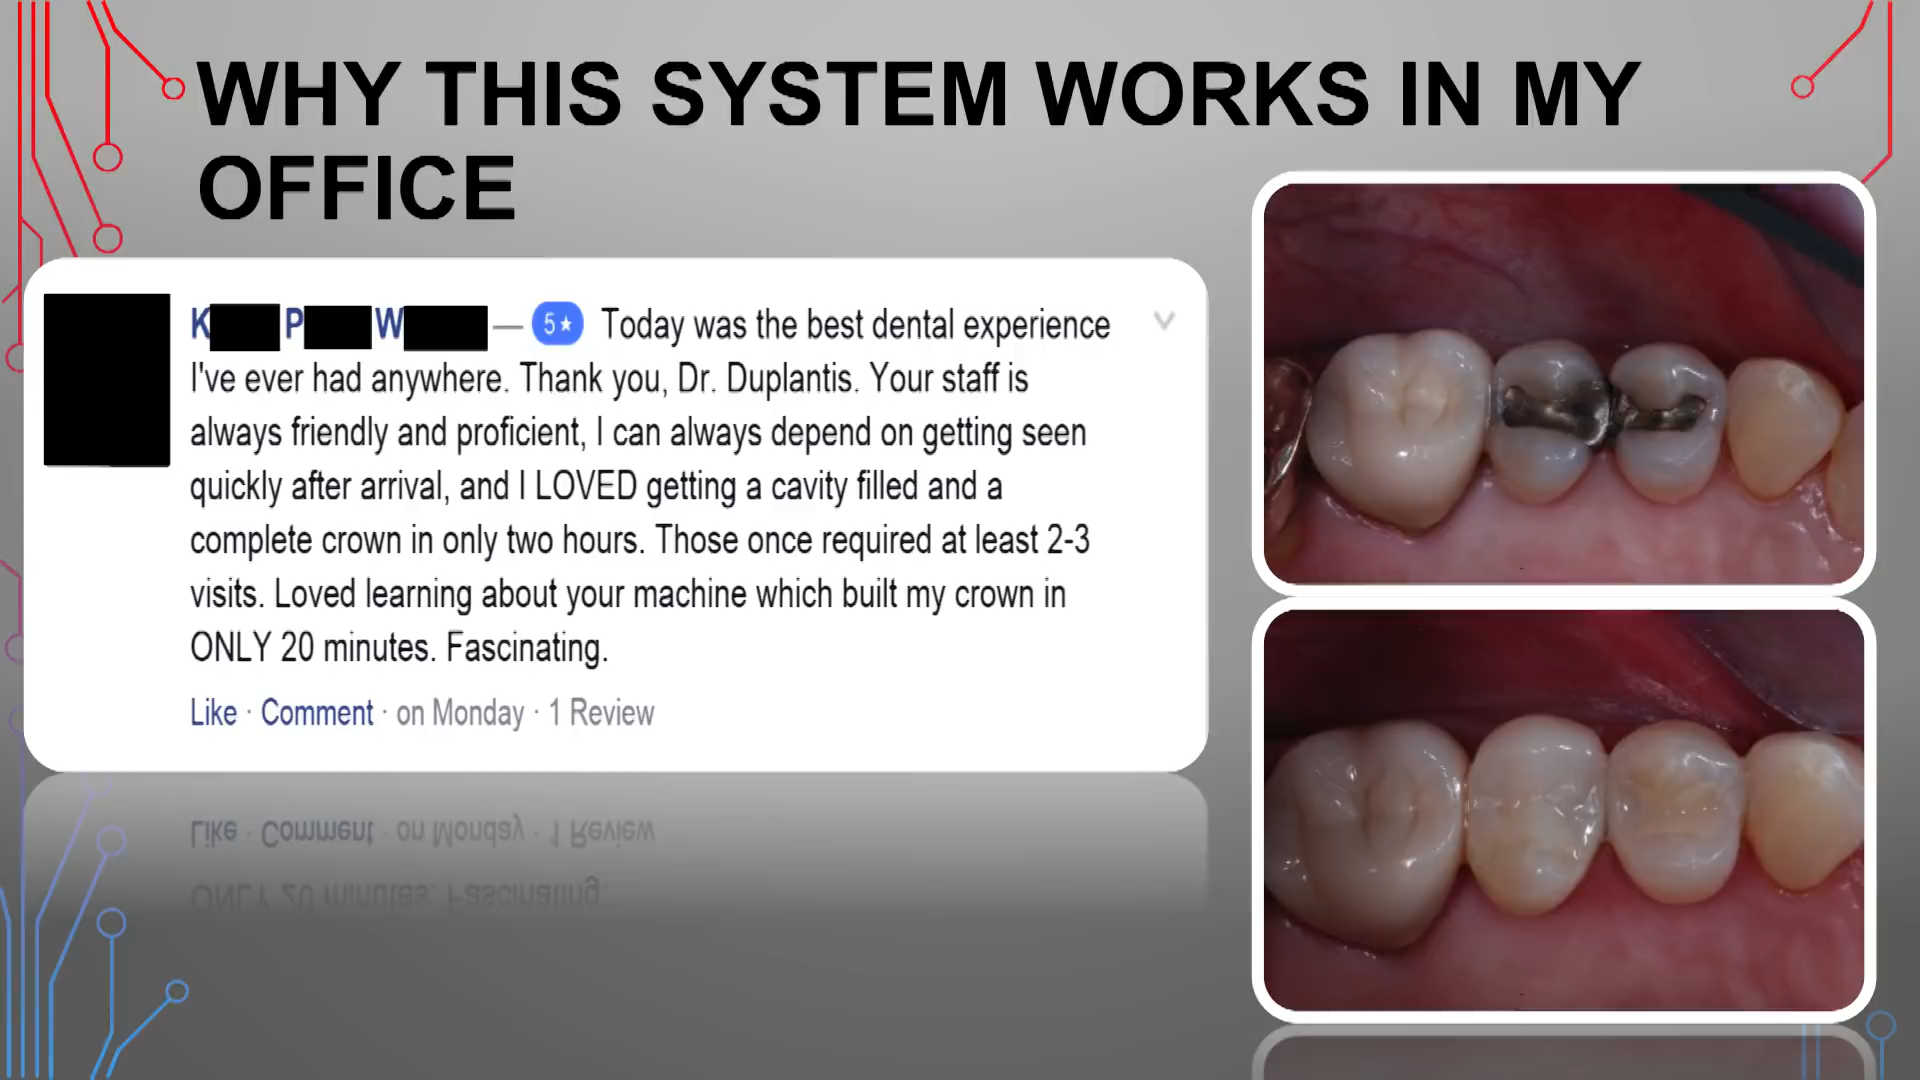 WHY THIS SYSTEM WORKS IN MY
OFFICE
K P W — 5★ Today was the best dental experience
I've ever had anywhere. Thank you, Dr. Duplantis. Your staff is
always friendly and proficient, I can always depend on getting seen
quickly after arrival, and I LOVED getting a cavity filled and a
complete crown in only two hours. Those once required at least 2-3
visits. Loved learning about your machine which built my crown in
ONLY 20 minutes. Fascinating.
Like · Comment · on Monday · 1 Review